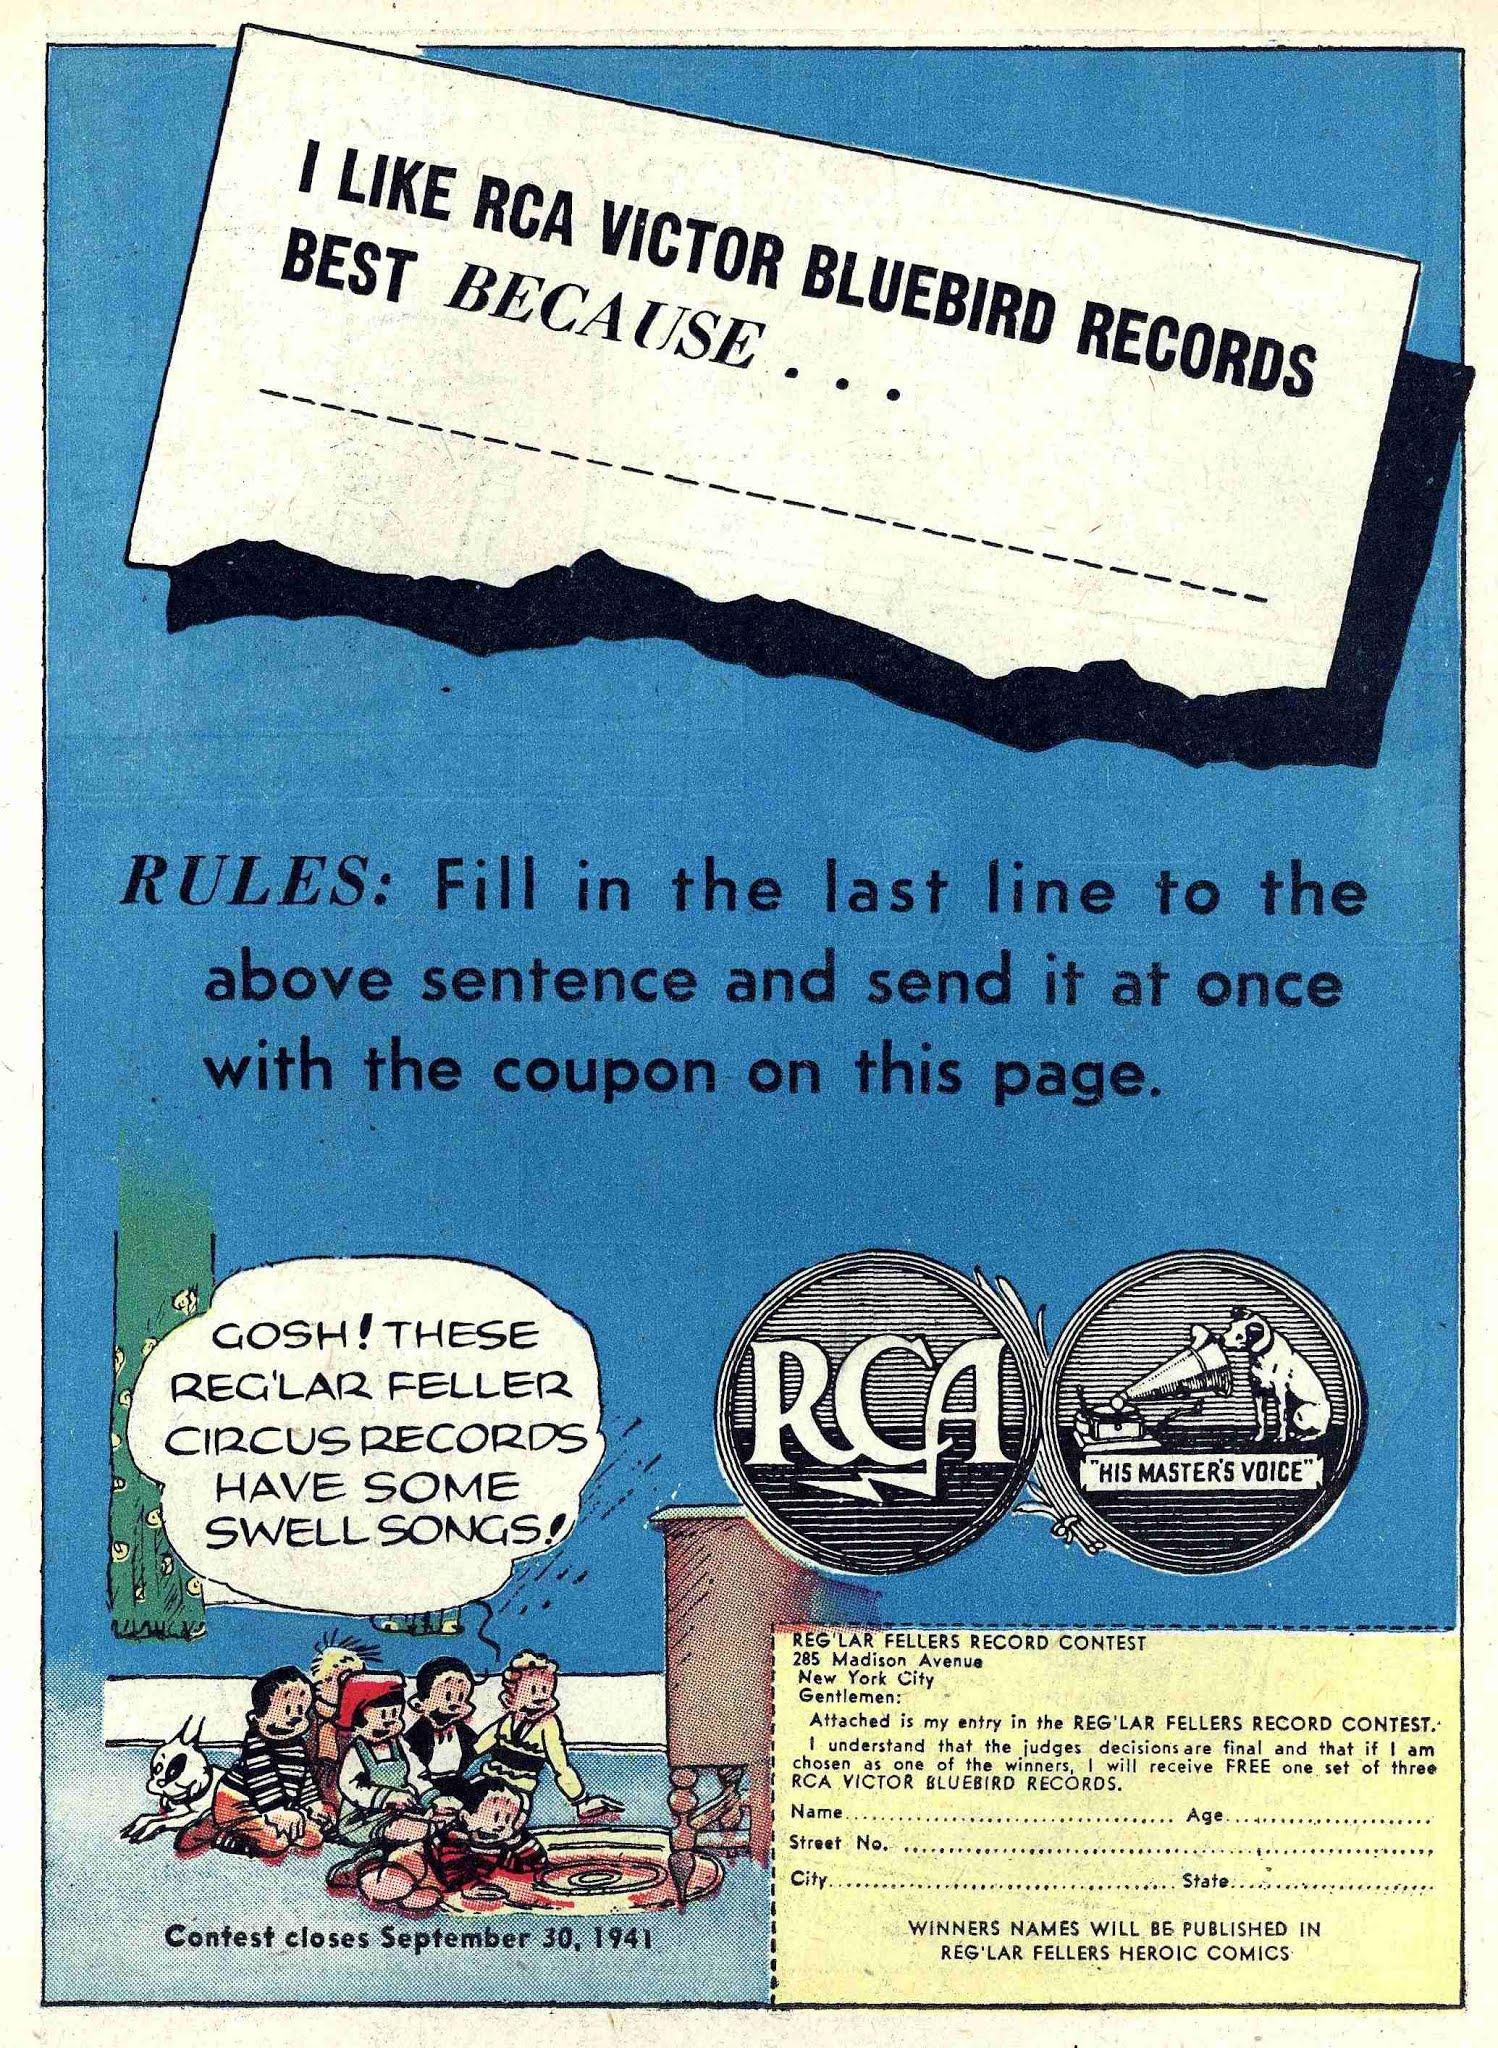 I LIKE RCA VICTOR BLUEBIRD RECORDS
BEST BECAUSE . . .
RULES: Fill in the last line to the
above sentence and send it at once
with the coupon on this page.
GOSH! THESE
REG'LAR FELLER
CIRCUS RECORDS
HAVE SOME
SWELL SONGS!
RCA
"HIS MASTER'S VOICE"
Contest closes September 30, 1941
REG'LAR FELLERS RECORD CONTEST
285 Madison Avenue
New York City
Gentlemen:
Attached is my entry in the REG'LAR FELLERS RECORD CONTEST.
I understand that the judges decisions are final and that if I am
chosen as one of the winners, I will receive FREE one set of three
RCA VICTOR BLUEBIRD RECORDS.
Name.......................................... Age..........................
Street No. ..........................................................................
City............................................. State..........................
WINNERS NAMES WILL BE PUBLISHED IN
REG'LAR FELLERS HEROIC COMICS